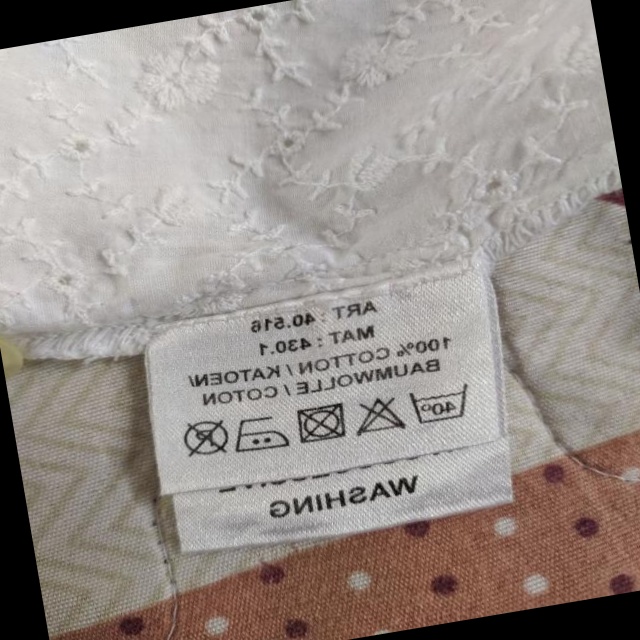 ART : 40.516
MAT : 430.1
100% COTTON / KATOEN/
BAUMWOLLE / COTON
40°
WASHING